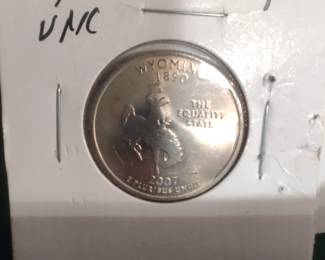 UNC
WYOMING
1890
THE
EQUALITY
STATE
2007
E PLURIBUS UNUM